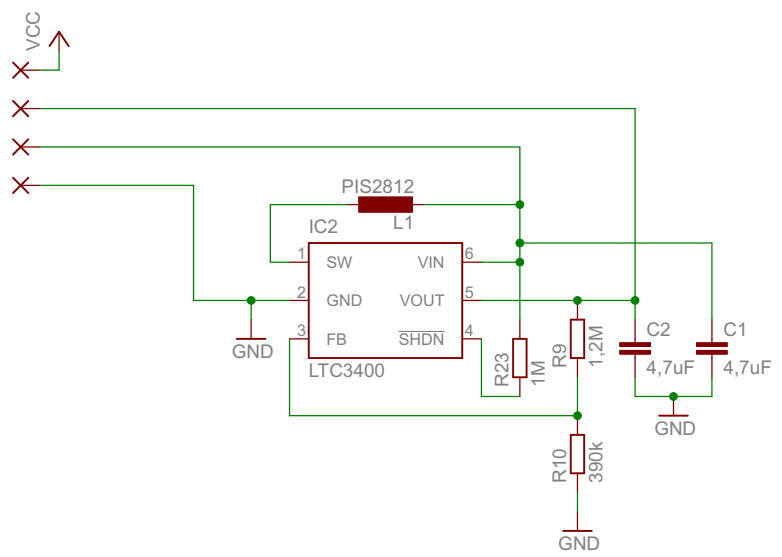 VCC
PIS2812
L1
IC2
1 SW VIN 6
2 GND VOUT 5
3 FB SHDN 4
LTC3400
GND
R23
1M
R9
1,2M
C2
4,7uF
C1
4,7uF
GND
R10
390k
GND